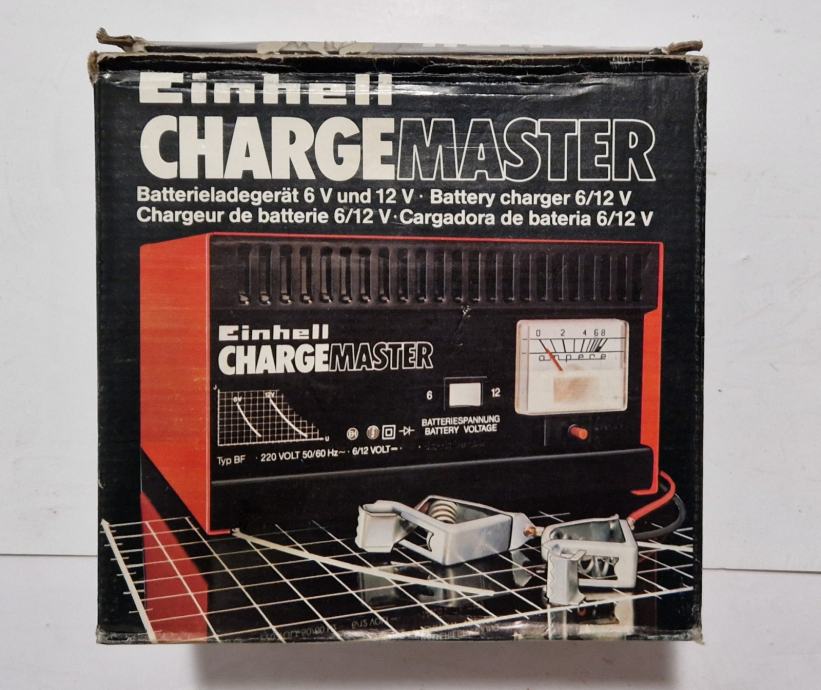 Einhell
CHARGEMASTER
Batterieladegerät 6 V und 12 V · Battery charger 6/12 V
Chargeur de batterie 6/12 V · Cargadora de bateria 6/12 V
Einhell
CHARGEMASTER
0 2 4 6 8
ampere
6 12
BATTERIESPANNUNG
BATTERY VOLTAGE
J
6V 12V
U
Typ BF · 220 VOLT 50/60 Hz~ · 6/12 VOLT⎓